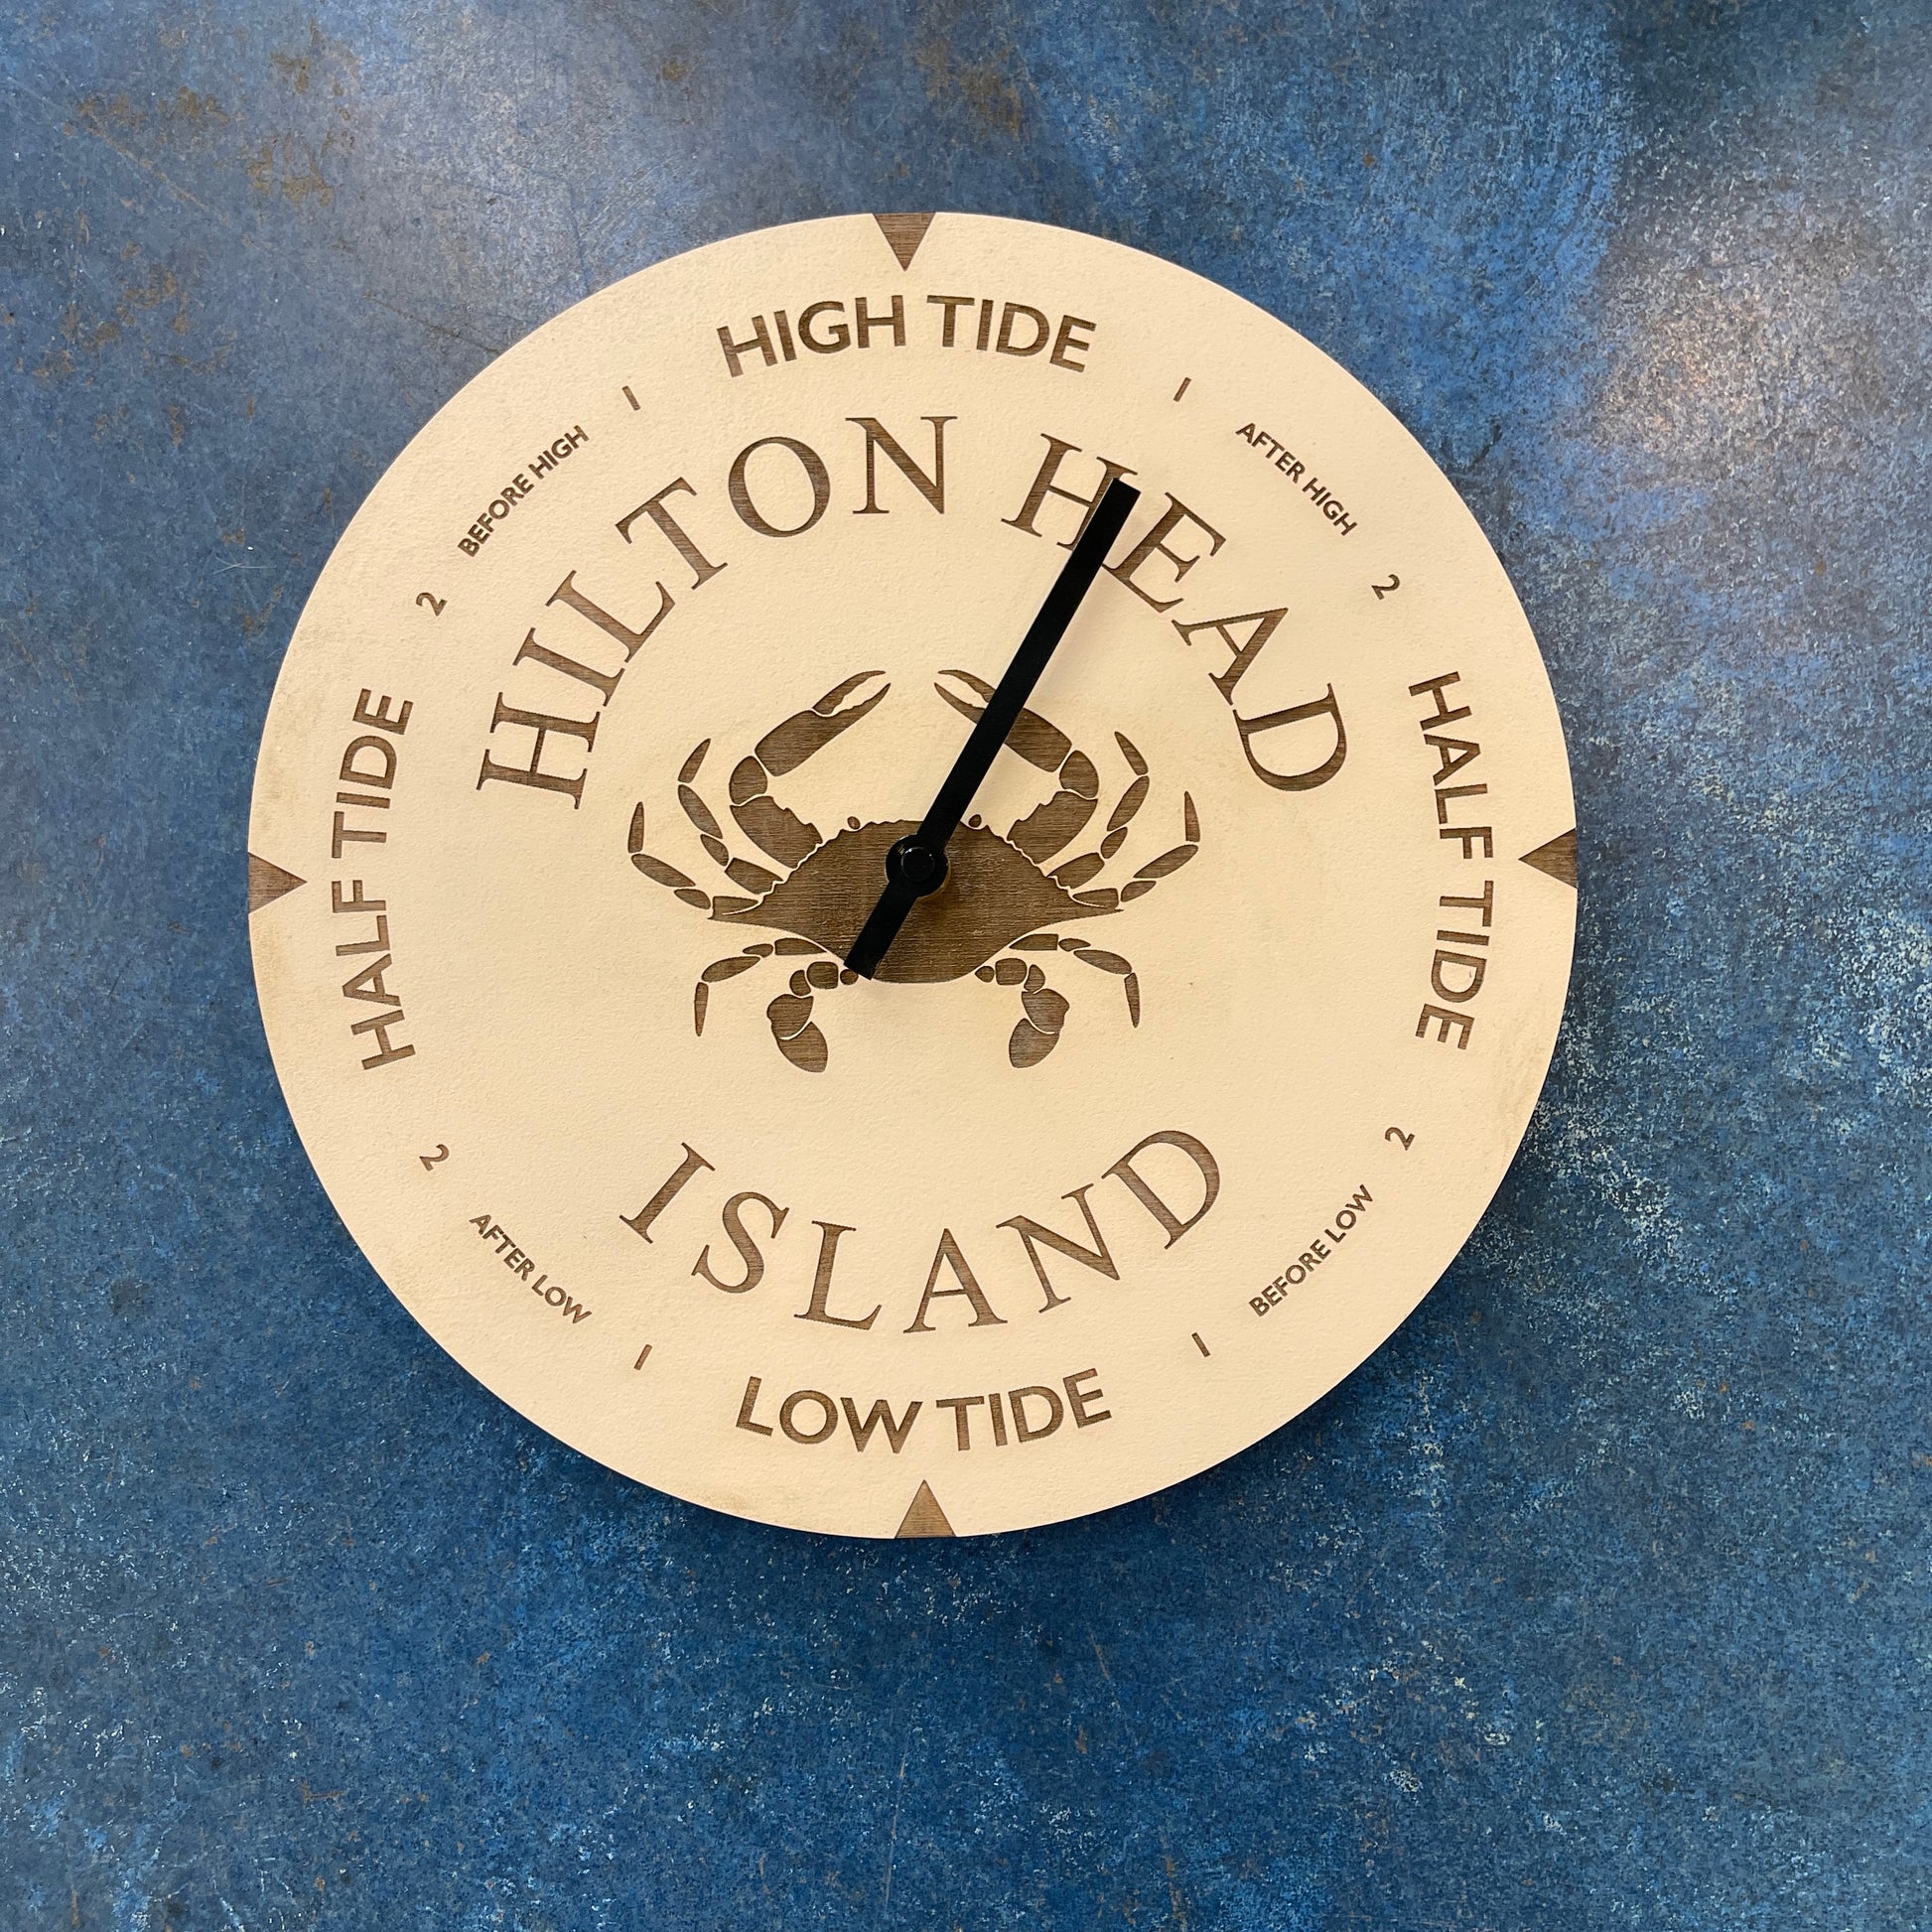 HIGH TIDE
1
AFTER HIGH
2
HALF TIDE
2
BEFORE LOW
1
LOW TIDE
1
AFTER LOW
2
HALF TIDE
2
BEFORE HIGH
1
HILTON HEAD
ISLAND